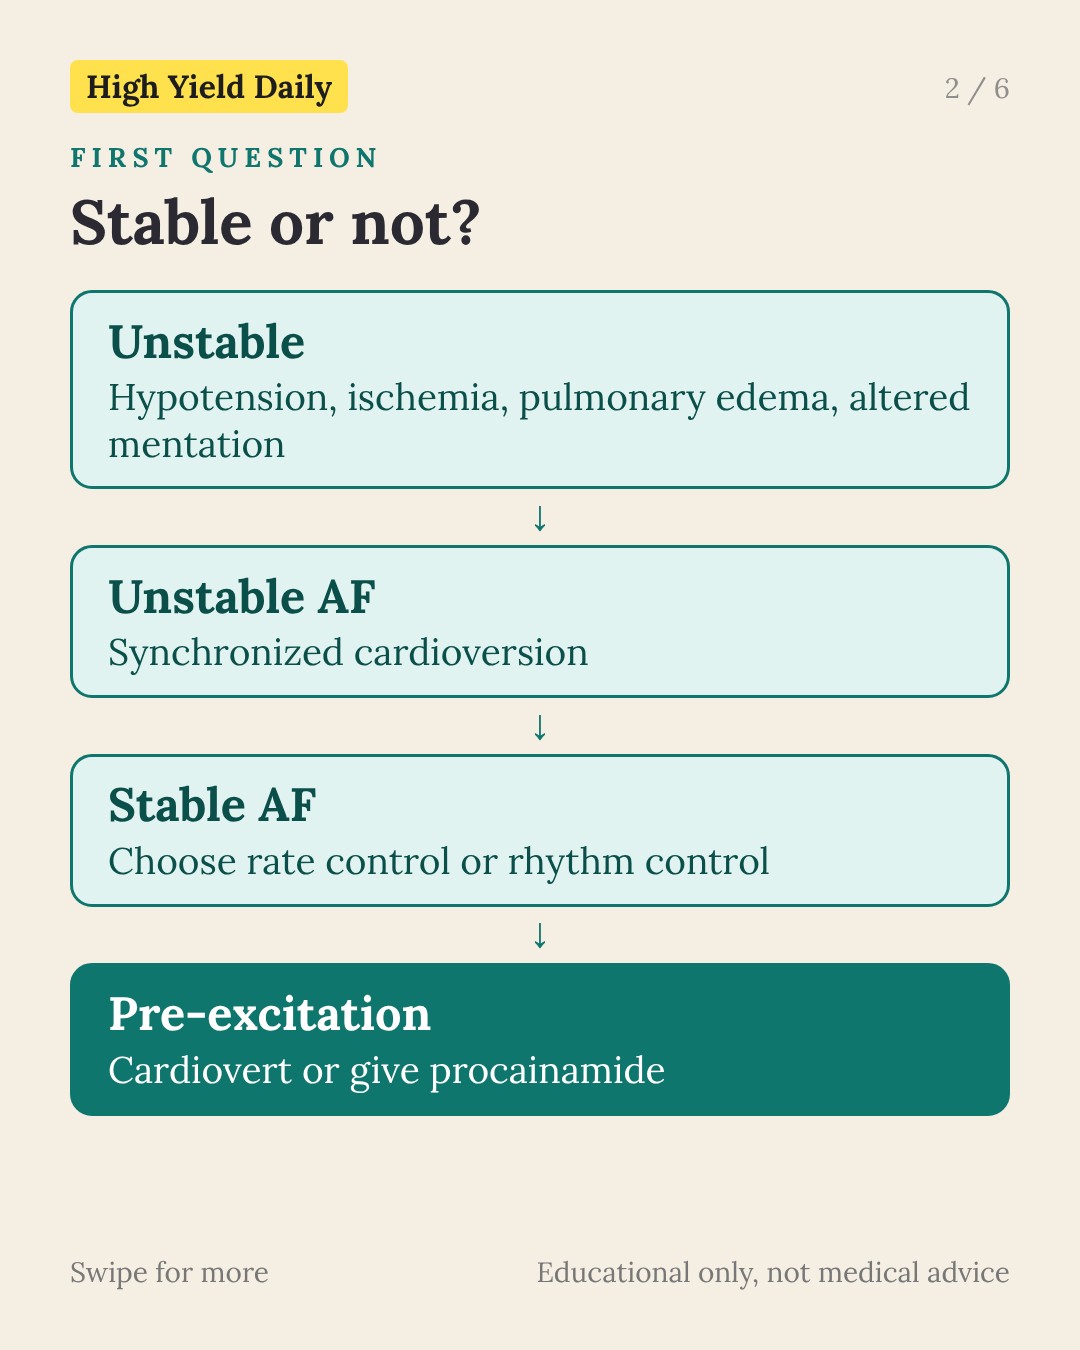 High Yield Daily
2 / 6
FIRST QUESTION
Stable or not?
Unstable
Hypotension, ischemia, pulmonary edema, altered
mentation
↓
Unstable AF
Synchronized cardioversion
↓
Stable AF
Choose rate control or rhythm control
↓
Pre-excitation
Cardiovert or give procainamide
Swipe for more
Educational only, not medical advice